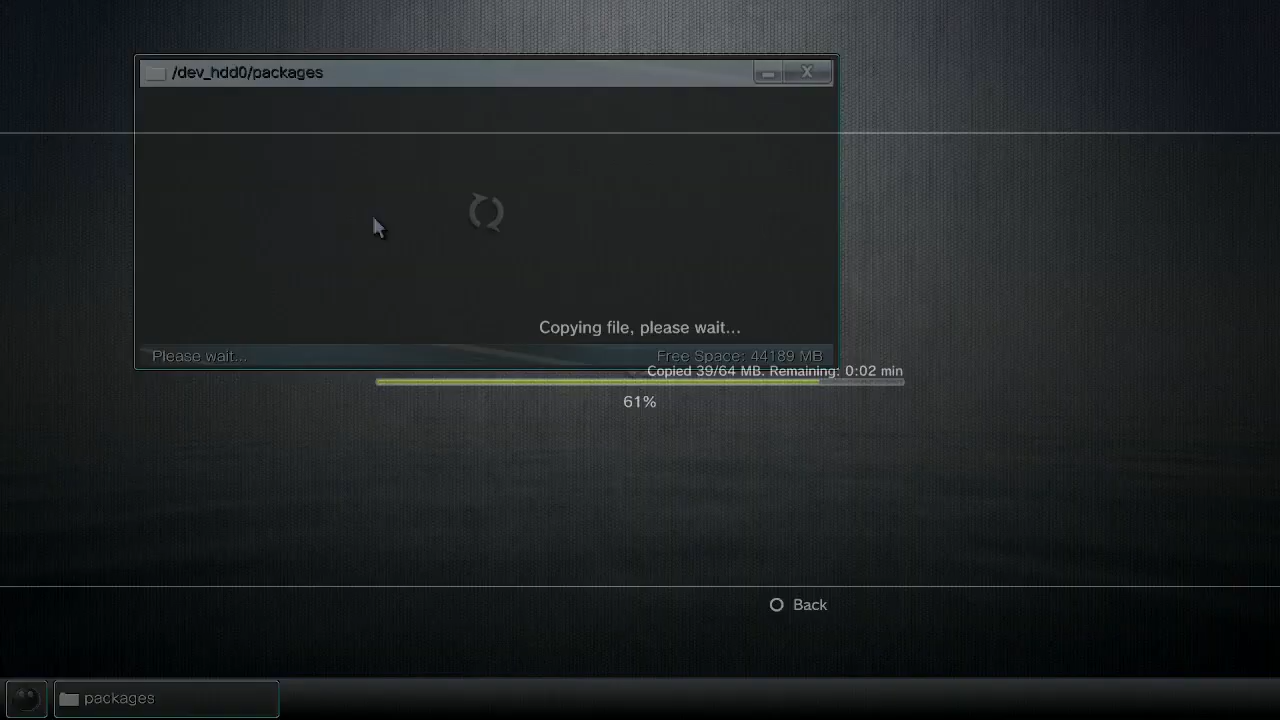 /dev_hdd0/packages
X
Copying file, please wait...
Please wait...
Free Space: 44189 MB
Copied 39/64 MB. Remaining: 0:02 min
61%
Back
packages